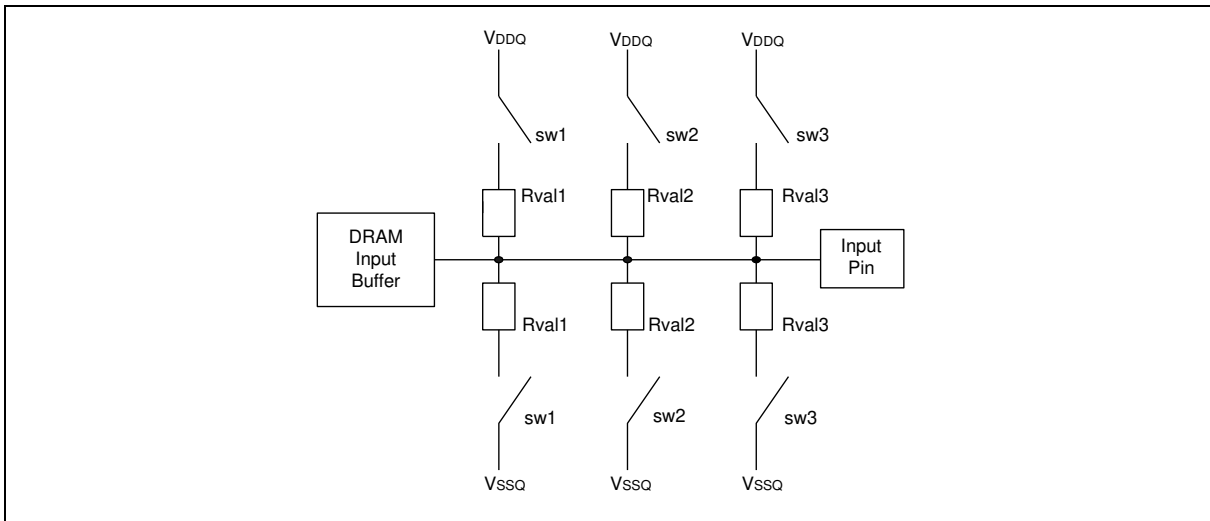 VDDQ VDDQ VDDQ
sw1 sw2 sw3
Rval1 Rval2 Rval3
DRAM
Input
Buffer
Input
Pin
Rval1 Rval2 Rval3
sw1 sw2 sw3
VSSQ VSSQ VSSQ